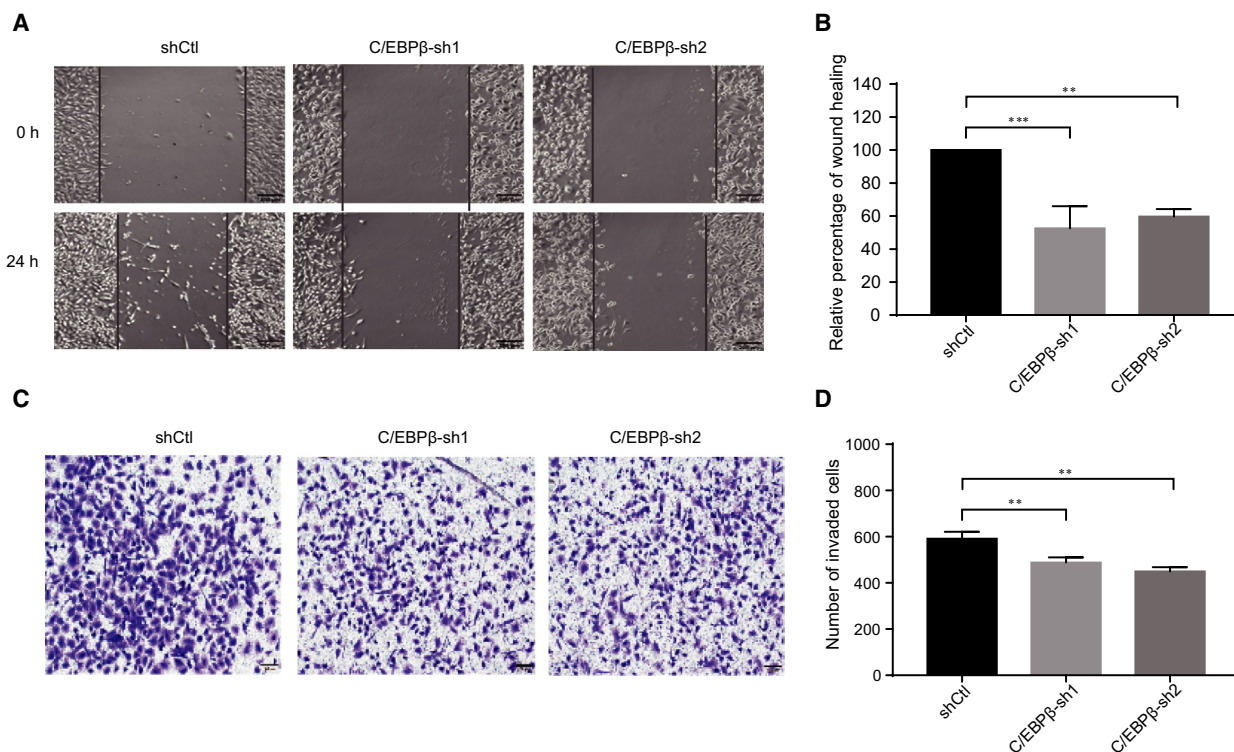 A
shCtl
C/EBPβ-sh1
C/EBPβ-sh2
0 h
24 h
B
Relative percentage of wound healing
140
120
100
80
60
40
20
0
**
***
shCtl
C/EBPβ-sh1
C/EBPβ-sh2
C
shCtl
C/EBPβ-sh1
C/EBPβ-sh2
D
Number of invaded cells
1000
800
600
400
200
0
**
**
shCtl
C/EBPβ-sh1
C/EBPβ-sh2